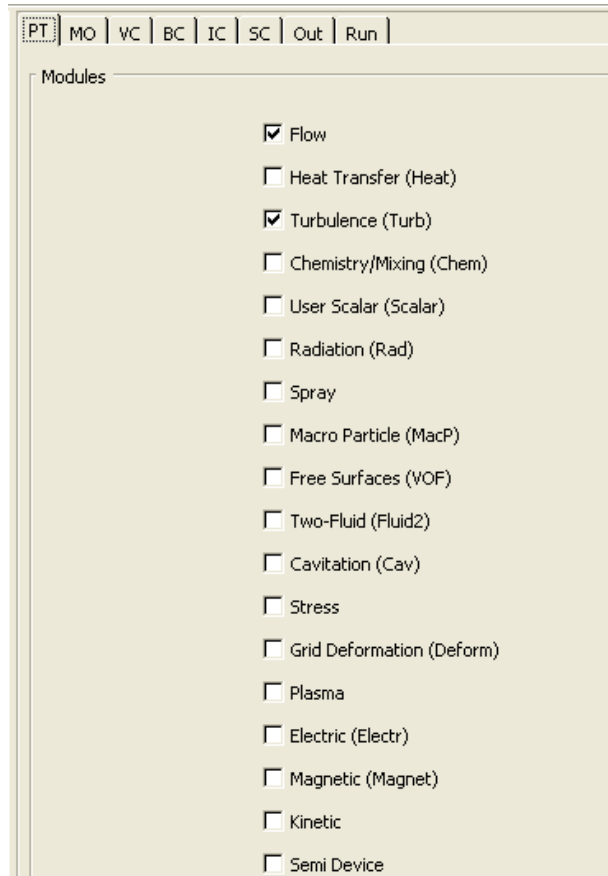 PT MO VC BC IC SC Out Run
Modules
Flow
Heat Transfer (Heat)
Turbulence (Turb)
Chemistry/Mixing (Chem)
User Scalar (Scalar)
Radiation (Rad)
Spray
Macro Particle (MacP)
Free Surfaces (VOF)
Two-Fluid (Fluid2)
Cavitation (Cav)
Stress
Grid Deformation (Deform)
Plasma
Electric (Electr)
Magnetic (Magnet)
Kinetic
Semi Device